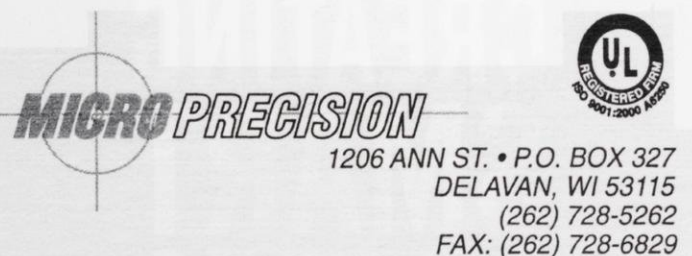 UL
REGISTERED FIRM
ISO 9001:2000 A5250
MICRO PRECISION
1206 ANN ST. • P.O. BOX 327
DELAVAN, WI 53115
(262) 728-5262
FAX: (262) 728-6829